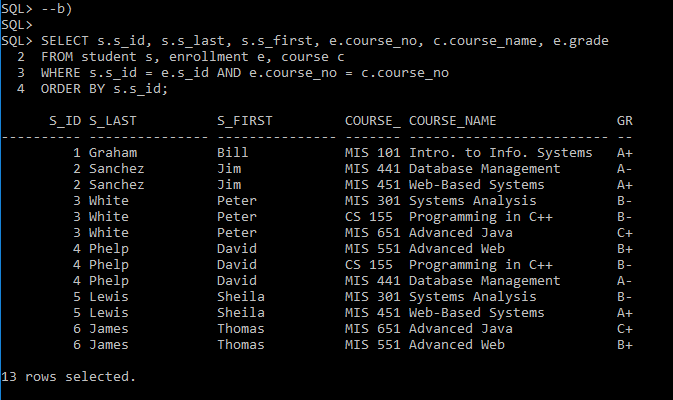 SQL> --b)
SQL>
SQL> SELECT s.s_id, s.s_last, s.s_first, e.course_no, c.course_name, e.grade
  2  FROM student s, enrollment e, course c
  3  WHERE s.s_id = e.s_id AND e.course_no = c.course_no
  4  ORDER BY s.s_id;

      S_ID S_LAST          S_FIRST         COURSE_ COURSE_NAME               GR
---------- --------------- --------------- ------- ------------------------- --
         1 Graham          Bill            MIS 101 Intro. to Info. Systems   A+
         2 Sanchez         Jim             MIS 441 Database Management       A-
         2 Sanchez         Jim             MIS 451 Web-Based Systems         A+
         3 White           Peter           MIS 301 Systems Analysis          B-
         3 White           Peter           CS 155  Programming in C++        B-
         3 White           Peter           MIS 651 Advanced Java             C+
         4 Phelp           David           MIS 551 Advanced Web              B+
         4 Phelp           David           CS 155  Programming in C++        B-
         4 Phelp           David           MIS 441 Database Management       A-
         5 Lewis           Sheila          MIS 301 Systems Analysis          B-
         5 Lewis           Sheila          MIS 451 Web-Based Systems         A+
         6 James           Thomas          MIS 651 Advanced Java             C+
         6 James           Thomas          MIS 551 Advanced Web              B+

13 rows selected.